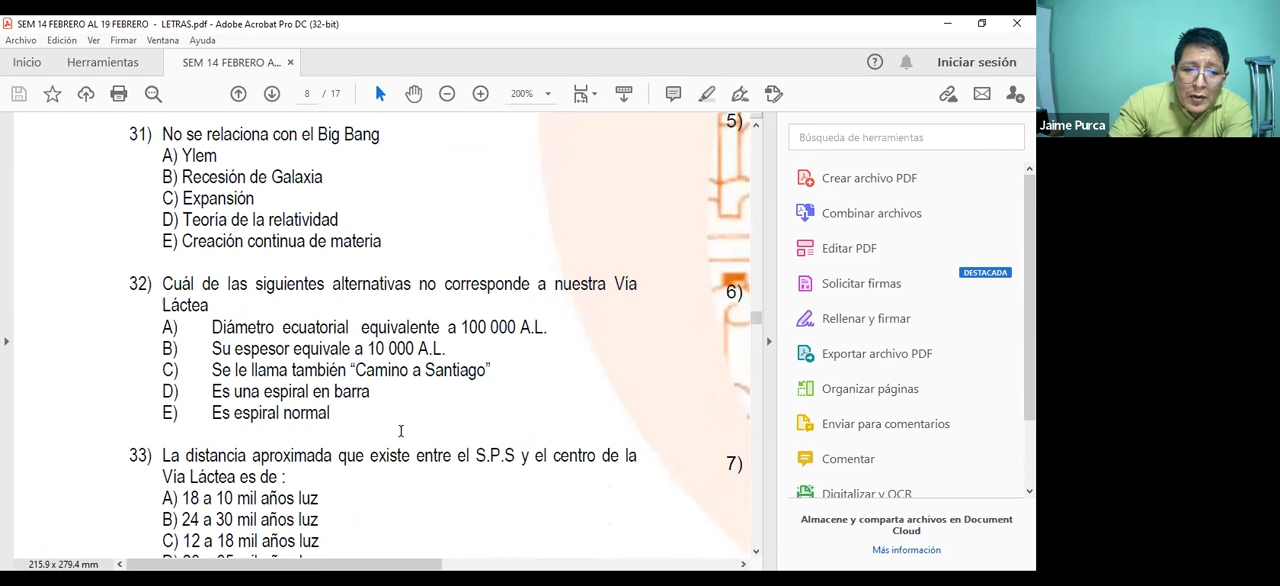 SEM 14 FEBRERO AL 19 FEBRERO - LETRAS.pdf - Adobe Acrobat Pro DC (32-bit)
Archivo Edición Ver Firmar Ventana Ayuda
Inicio Herramientas SEM 14 FEBRERO A... × Iniciar sesión
8 / 17 200%
Jaime Purca
31) No se relaciona con el Big Bang
A) Ylem
B) Recesión de Galaxia
C) Expansión
D) Teoría de la relatividad
E) Creación continua de materia
32) Cuál de las siguientes alternativas no corresponde a nuestra Vía
Láctea
A) Diámetro ecuatorial equivalente a 100 000 A.L.
B) Su espesor equivale a 10 000 A.L.
C) Se le llama también “Camino a Santiago”
D) Es una espiral en barra
E) Es espiral normal
33) La distancia aproximada que existe entre el S.P.S y el centro de la
Vía Láctea es de :
A) 18 a 10 mil años luz
B) 24 a 30 mil años luz
C) 12 a 18 mil años luz
5)
6)
7)
215.9 x 279.4 mm
Búsqueda de herramientas
Crear archivo PDF
Combinar archivos
Editar PDF
DESTACADA
Solicitar firmas
Rellenar y firmar
Exportar archivo PDF
Organizar páginas
Enviar para comentarios
Comentar
Digitalizar y OCR
Almacene y comparta archivos en Document
Cloud
Más información